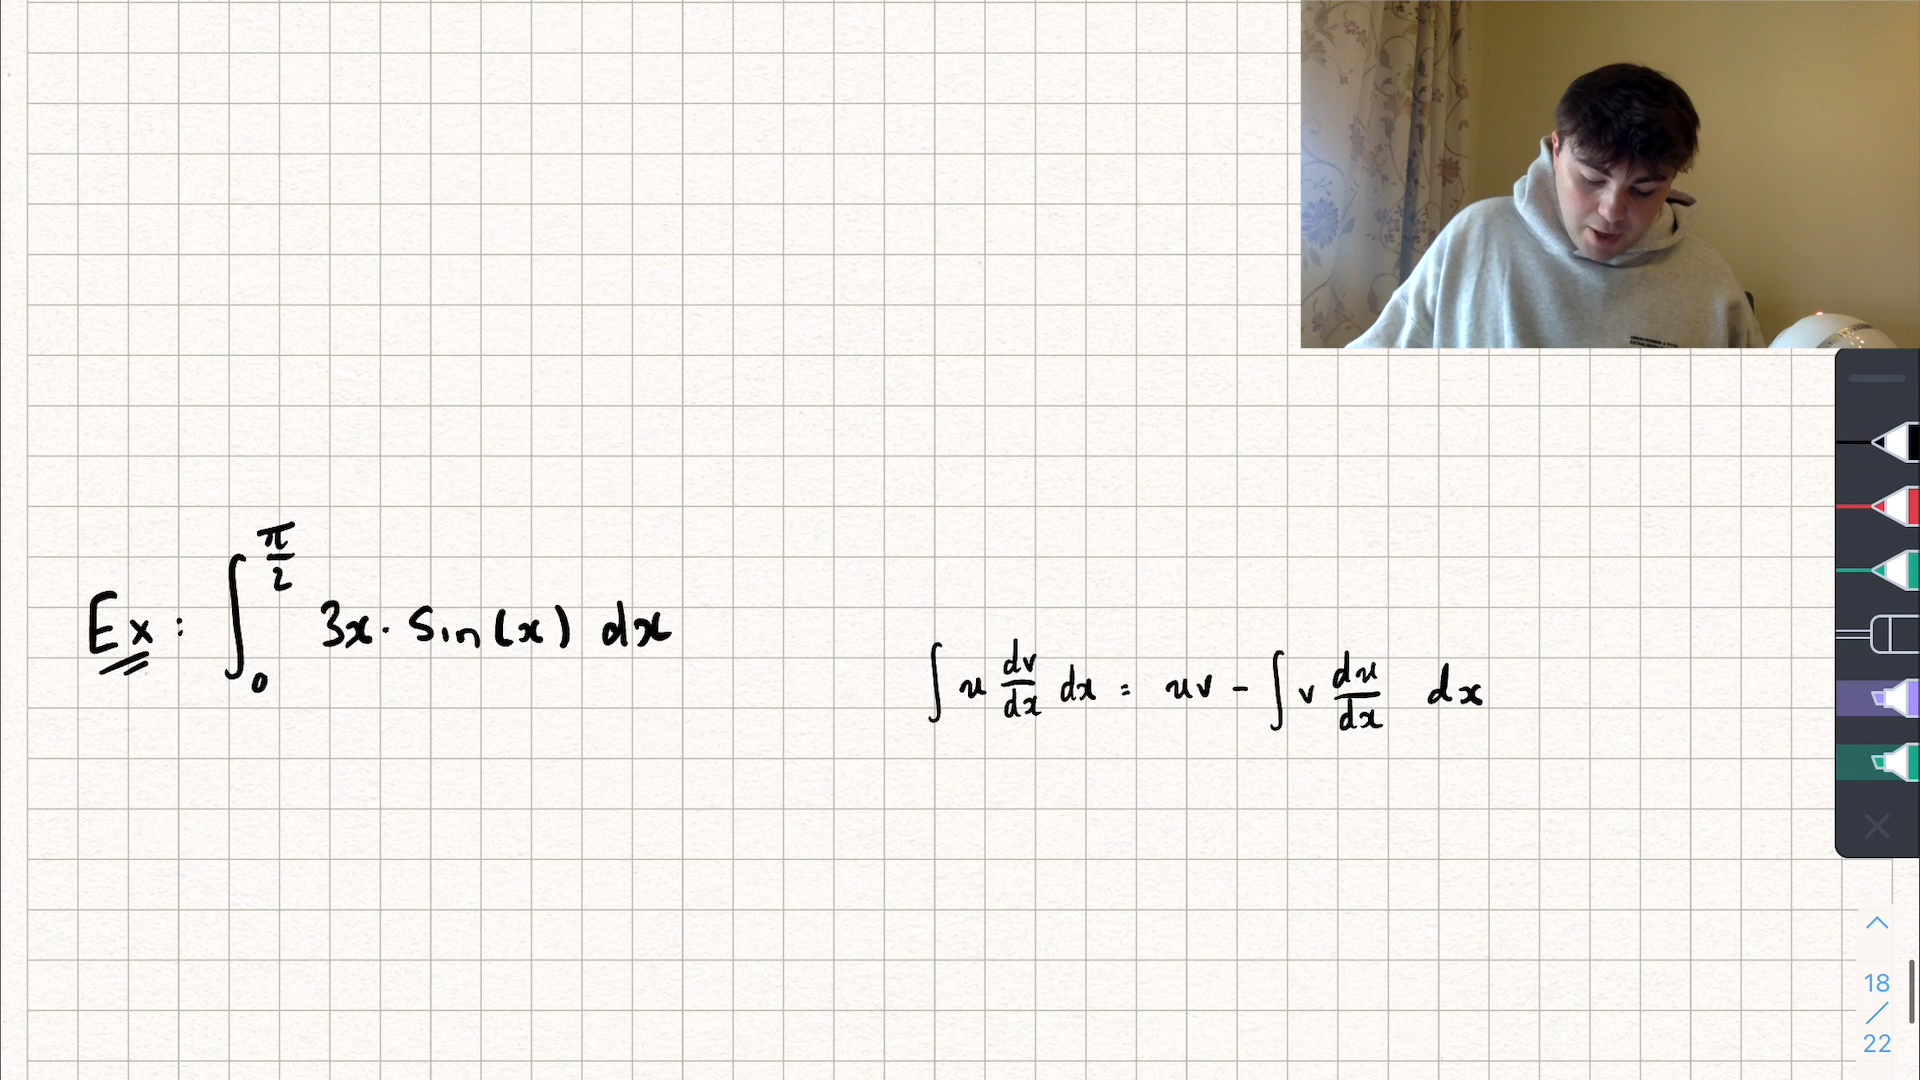 Ex: ∫₀^(π/2) 3x · Sin(x) dx
∫ u dv/dx dx = uv - ∫ v du/dx dx
18
/
22